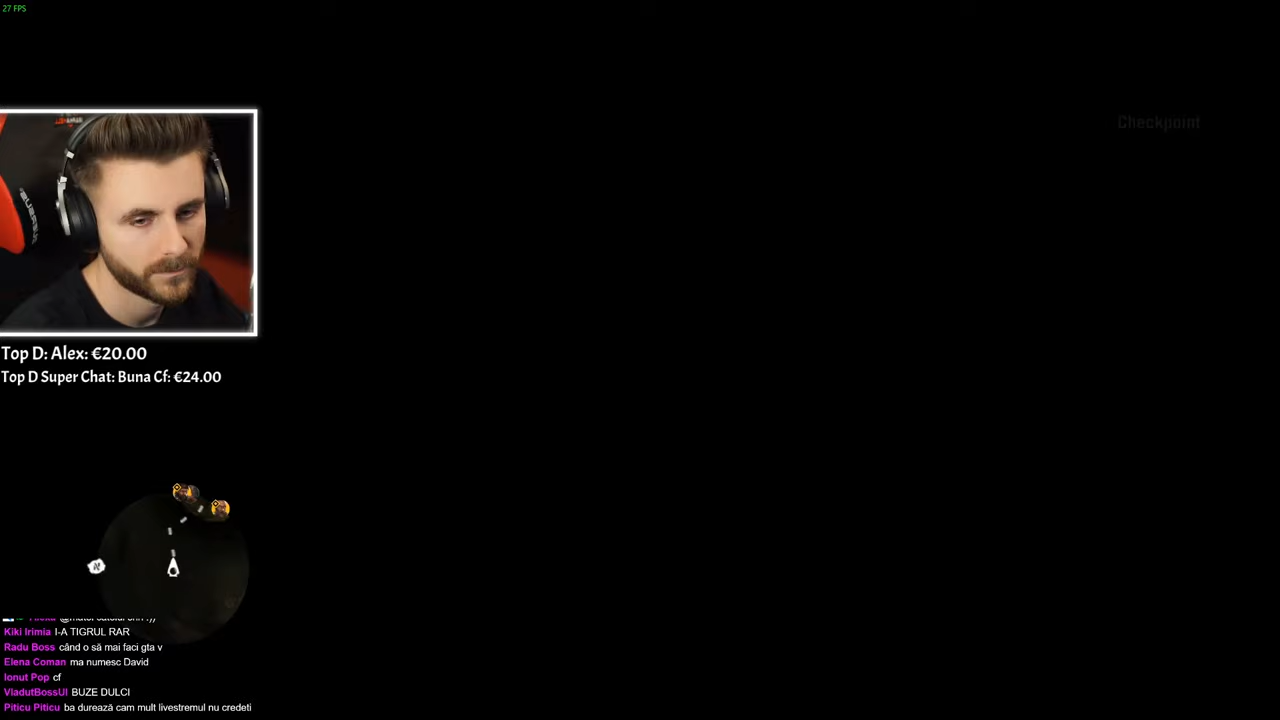 27 FPS
Checkpoint
Top D: Alex: €20.00
Top D Super Chat: Buna Cf: €24.00
N
Kiki Irimia I-A TIGRUL RAR
Radu Boss când o să mai faci gta v
Elena Coman ma numesc David
Ionut Pop cf
VladutBossUl BUZE DULCI
Piticu Piticu ba durează cam mult livestremul nu credeti